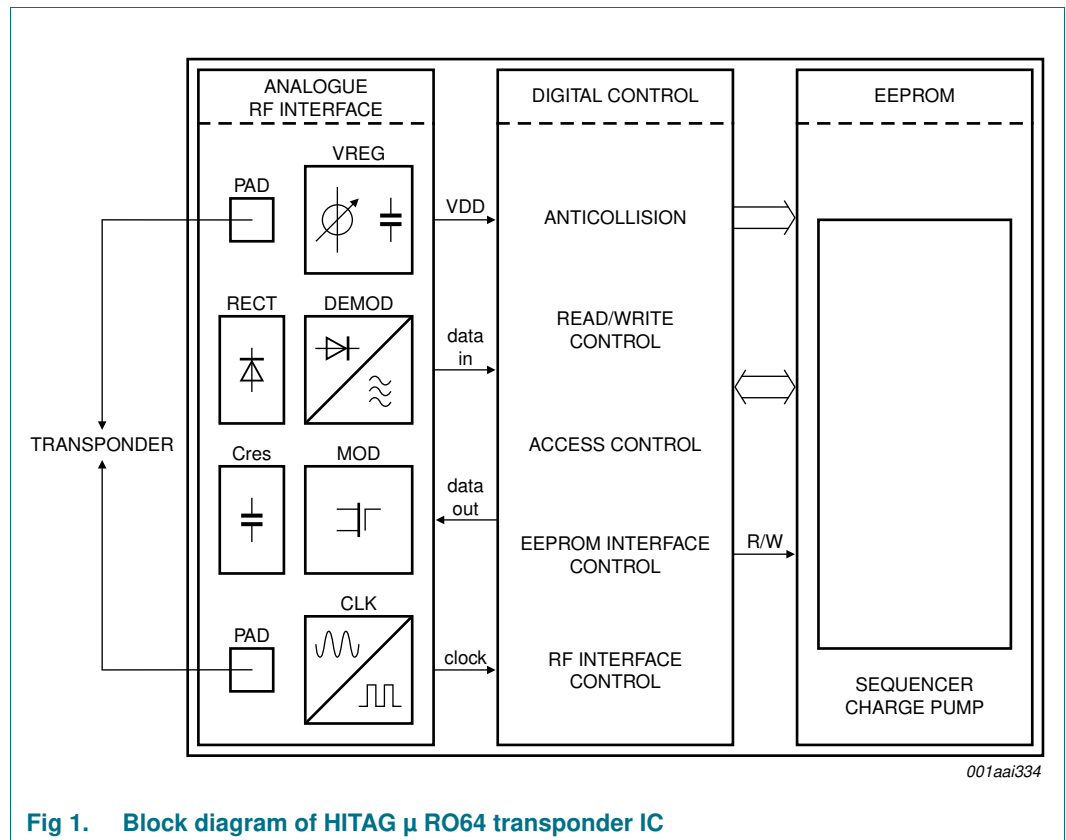 ANALOGUE
RF INTERFACE
DIGITAL CONTROL
EEPROM
VREG
PAD
VDD
ANTICOLLISION
RECT
DEMOD
data
in
READ/WRITE
CONTROL
TRANSPONDER
ACCESS CONTROL
Cres
MOD
data
out
EEPROM INTERFACE
CONTROL
R/W
CLK
PAD
clock
RF INTERFACE
CONTROL
SEQUENCER
CHARGE PUMP
001aai334
Fig 1. Block diagram of HITAG μ RO64 transponder IC